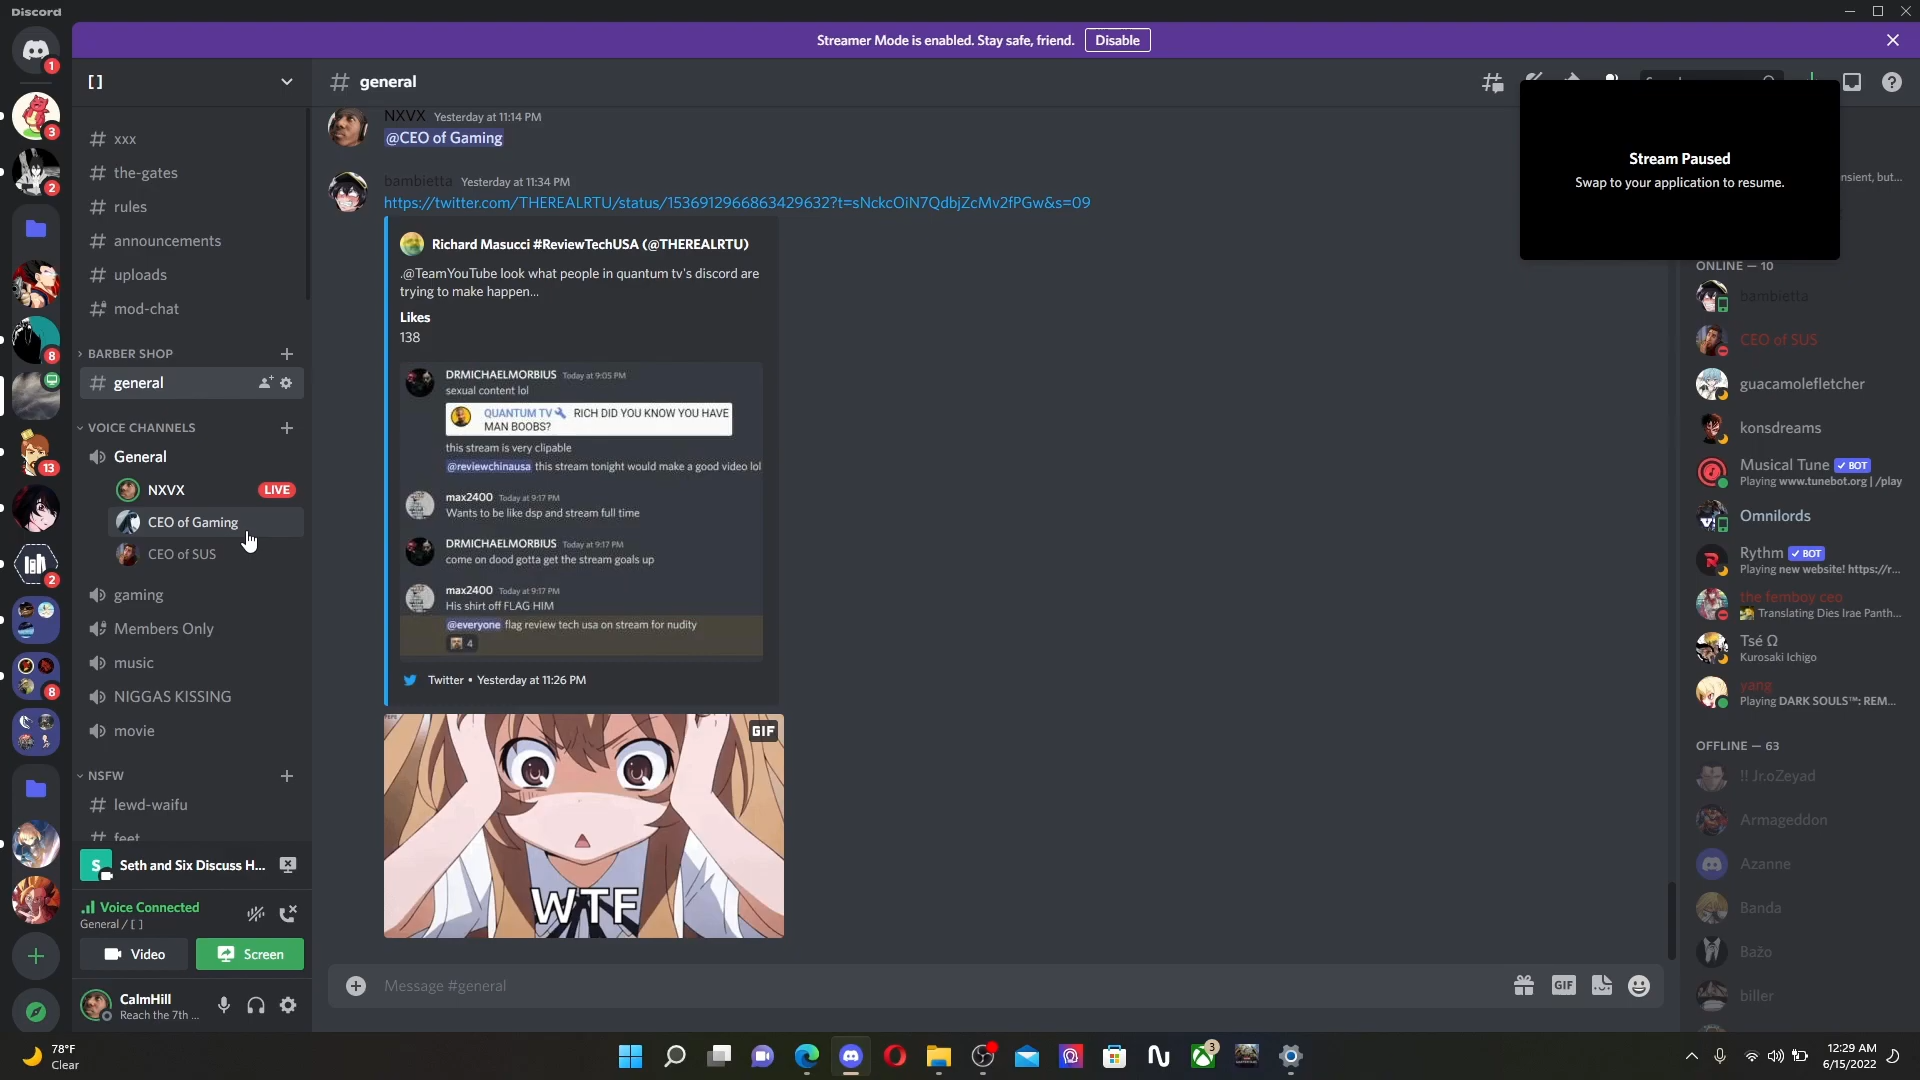 Discord
Streamer Mode is enabled. Stay safe, friend. Disable
[ ]
general
1
3
2
8
13
2
8
xxx
the-gates
rules
announcements
uploads
mod-chat
BARBER SHOP
general
VOICE CHANNELS
General
NXVX LIVE
CEO of Gaming
CEO of SUS
gaming
Members Only
music
NIGGAS KISSING
movie
NSFW
lewd-waifu
feet
S Seth and Six Discuss H...
Voice Connected
General / [ ]
Video Screen
CalmHill
Reach the 7th ...
NXVX Yesterday at 11:14 PM
@CEO of Gaming
bambietta Yesterday at 11:34 PM
https://twitter.com/THEREALRTU/status/1536912966863429632?t=sNckcOiN7QdbjZcMv2fPGw&s=09
Richard Masucci #ReviewTechUSA (@THEREALRTU)
.@TeamYouTube look what people in quantum tv's discord are
trying to make happen...
Likes
138
DRMICHAELMORBIUS Today at 9:05 PM
sexual content lol
QUANTUM TV RICH DID YOU KNOW YOU HAVE
MAN BOOBS?
this stream is very clipable
@reviewchinausa this stream tonight would make a good video lol
max2400 Today at 9:17 PM
Wants to be like dsp and stream full time
DRMICHAELMORBIUS Today at 9:17 PM
come on dood gotta get the stream goals up
max2400 Today at 9:17 PM
His shirt off FLAG HIM
@everyone flag review tech usa on stream for nudity
4
Twitter • Yesterday at 11:26 PM
GIF
WTF
Message #general
GIF
Stream Paused
Swap to your application to resume.
nsient, but...
ONLINE — 10
bambietta
CEO of SUS
guacamolefletcher
konsdreams
Musical Tune ✓ BOT
Playing www.tunebot.org | /play
Omnilords
Rythm ✓ BOT
Playing new website! https://r...
the femboy ceo
Translating Dies Irae Panth...
Tsé Ω
Kurosaki Ichigo
yang
Playing DARK SOULS™: REM...
OFFLINE — 63
!! Jr.oZeyad
Armageddon
Azanne
Banda
Bažo
biller
78°F
Clear
3
12:29 AM
6/15/2022